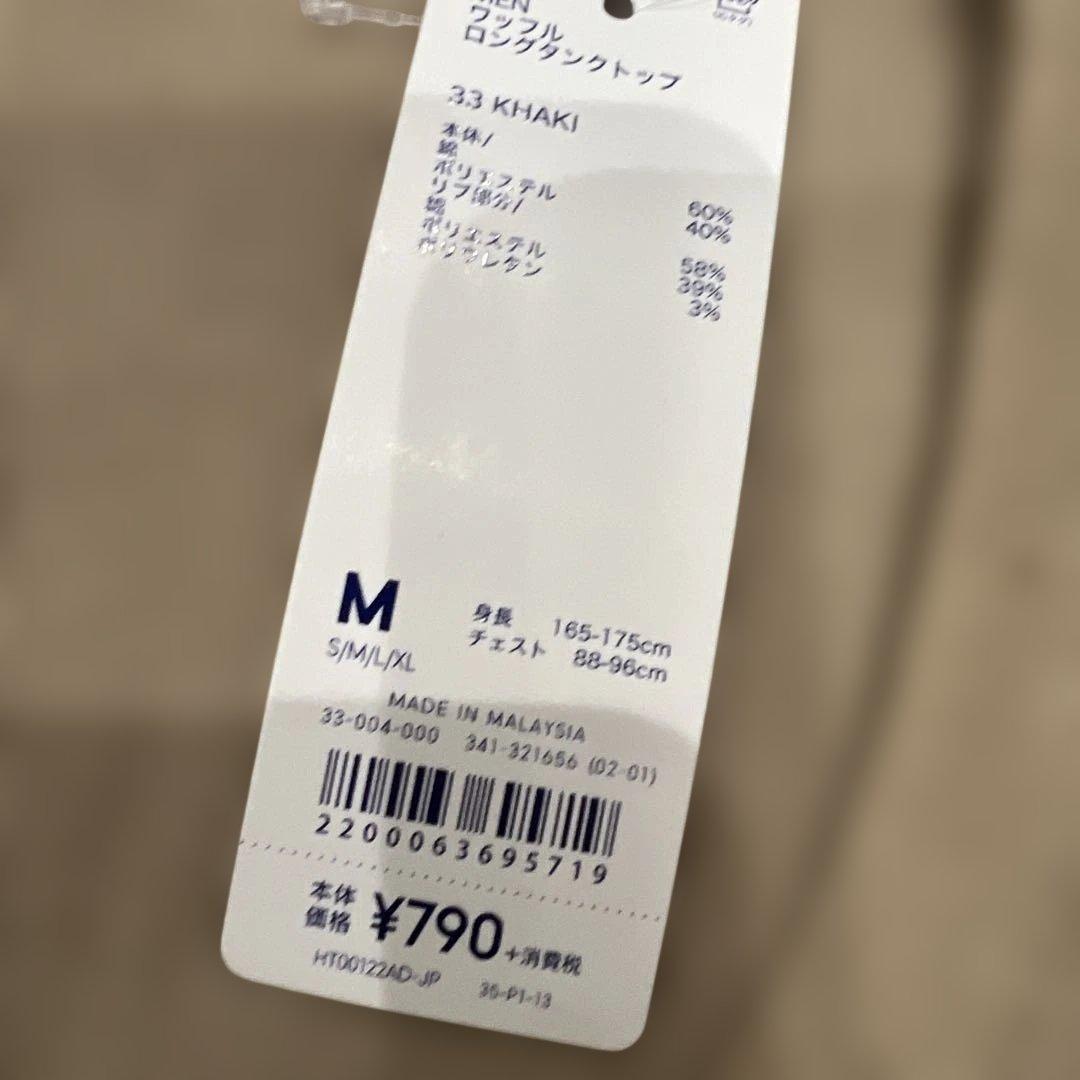 MEN
ワッフル
ロングタンクトップ
33 KHAKI
本体/
綿 60%
ポリエステル 40%
リブ部分/
綿 58%
ポリエステル 39%
ポリウレタン 3%
M
S/M/L/XL
身長 165-175cm
チェスト 88-96cm
MADE IN MALAYSIA
33-004-000 341-321656 (02-01)
2200063695719
本体
価格 ¥790 +消費税
HT00122AD-JP 35-P1-13